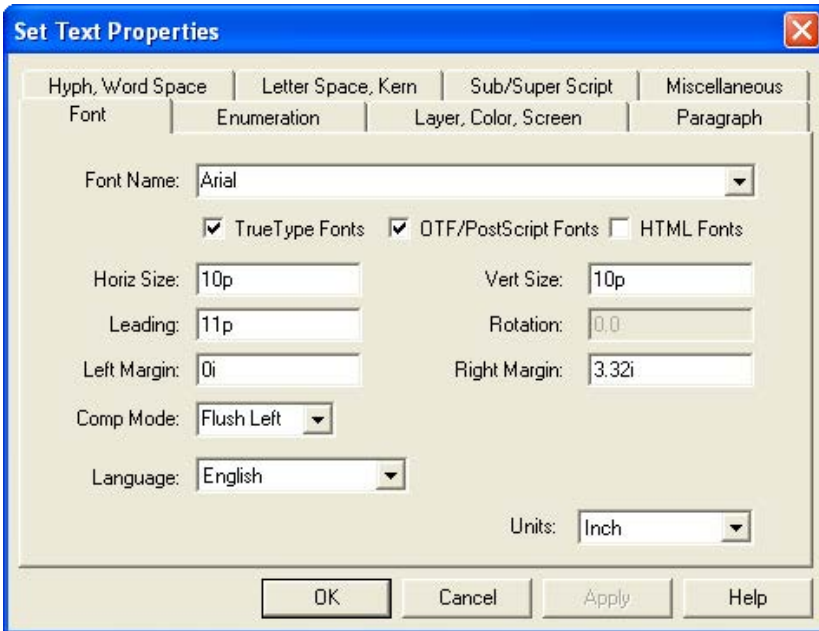 Set Text Properties
Hyph, Word Space Letter Space, Kern Sub/Super Script Miscellaneous
Font Enumeration Layer, Color, Screen Paragraph
Font Name: Arial
TrueType Fonts OTF/PostScript Fonts HTML Fonts
Horiz Size: 10p Vert Size: 10p
Leading: 11p Rotation: 0.0
Left Margin: 0i Right Margin: 3.32i
Comp Mode: Flush Left
Language: English
Units: Inch
OK Cancel Apply Help